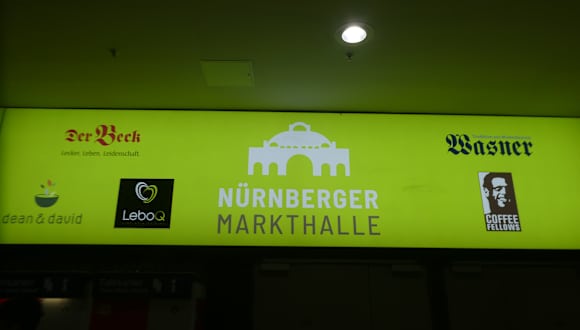 Der Beck
Lecker. Leben. Leidenschaft.
dean & david
LeboQ
NÜRNBERGER
MARKTHALLE
Wasner
COFFEE
FELLOWS